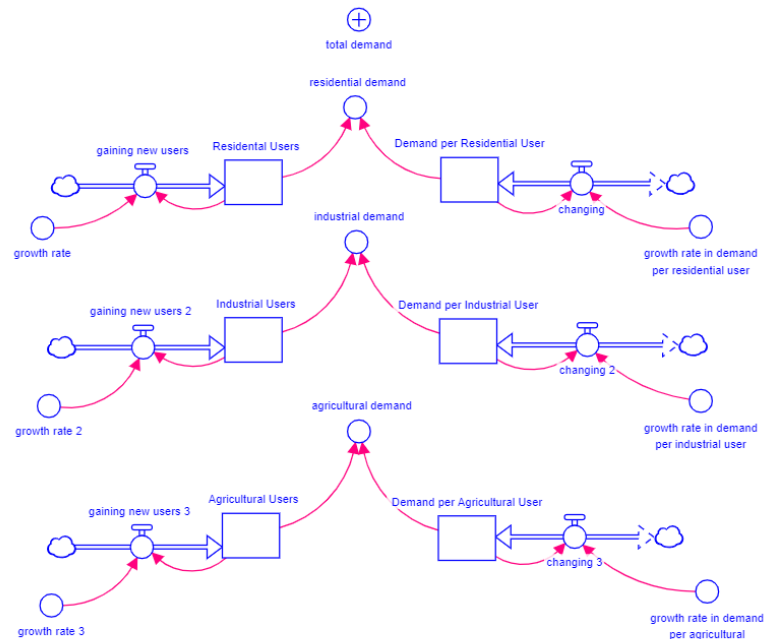 total demand
residential demand
gaining new users
Residental Users
Demand per Residential User
changing
growth rate
growth rate in demand
per residential user
industrial demand
gaining new users 2
Industrial Users
Demand per Industrial User
changing 2
growth rate 2
growth rate in demand
per industrial user
agricultural demand
gaining new users 3
Agricultural Users
Demand per Agricultural User
changing 3
growth rate 3
growth rate in demand
per agricultural